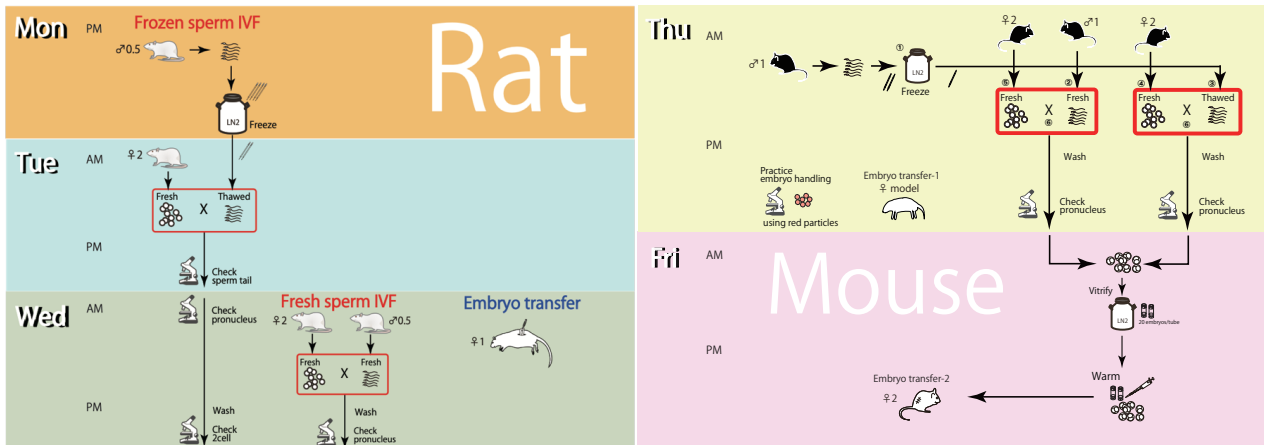 Mon
PM
Frozen sperm IVF
Rat
♂0.5
LN2
Freeze
Tue
AM
♀2
Fresh
Thawed
X
PM
Check
sperm tail
Wed
AM
Check
pronucleus
Fresh sperm IVF
♀2
♂0.5
Fresh
Fresh
X
Embryo transfer
♀1
PM
Wash
Check
2cell
Wash
Check
pronucleus
Thu
AM
♂1
①
LN2
Freeze
♀2
♂1
♀2
⑤
②
④
③
Fresh
Fresh
X
⑥
Fresh
Thawed
X
⑥
PM
Wash
Wash
Practice
embryo handling
using red particles
Embryo transfer-1
♀ model
Check
pronucleus
Check
pronucleus
Fri
AM
Mouse
Vitrify
LN2
20 embryos/tube
PM
Warm
Embryo transfer-2
♀2